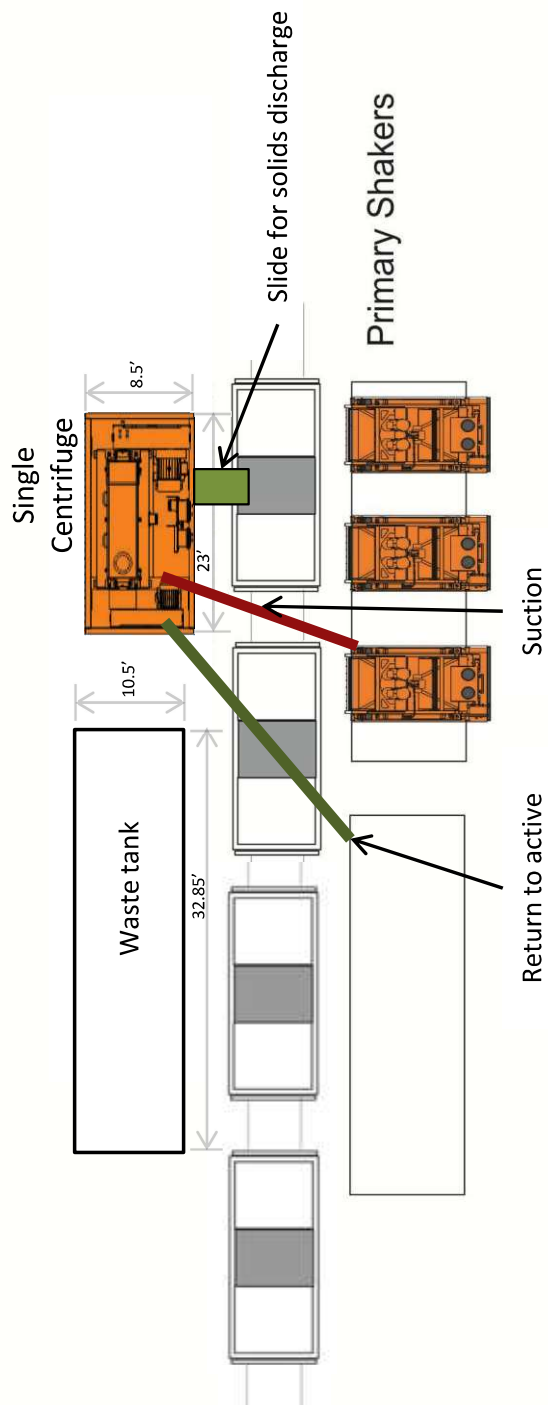 Single
Centrifuge
8.5’
23’
10.5’
Waste tank
32.85’
Slide for solids discharge
Primary Shakers
Suction
Return to active